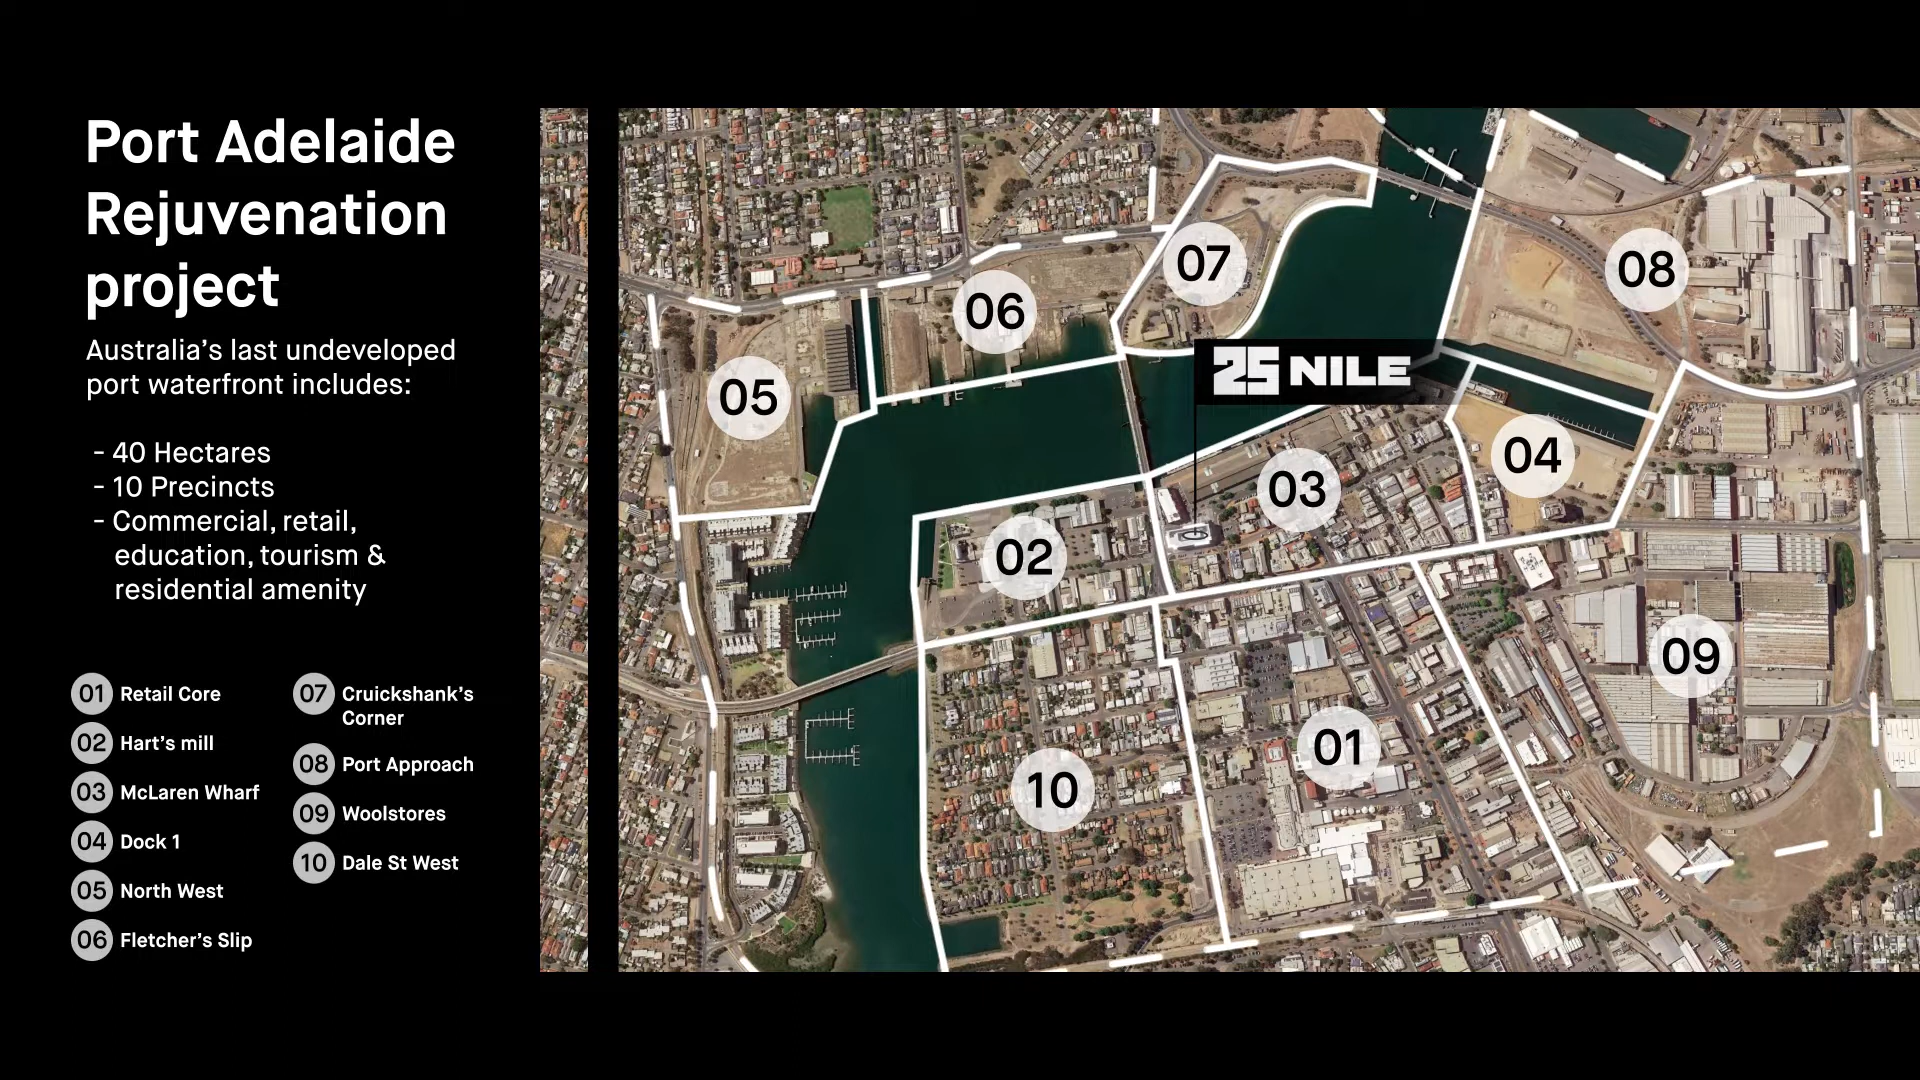 Port Adelaide
Rejuvenation
project
Australia's last undeveloped
port waterfront includes:
- 40 Hectares
- 10 Precincts
- Commercial, retail,
education, tourism &
residential amenity
01 Retail Core
02 Hart's mill
03 McLaren Wharf
04 Dock 1
05 North West
06 Fletcher's Slip
07 Cruickshank's
Corner
08 Port Approach
09 Woolstores
10 Dale St West
07
08
06
25 NILE
05
04
03
02
09
01
10